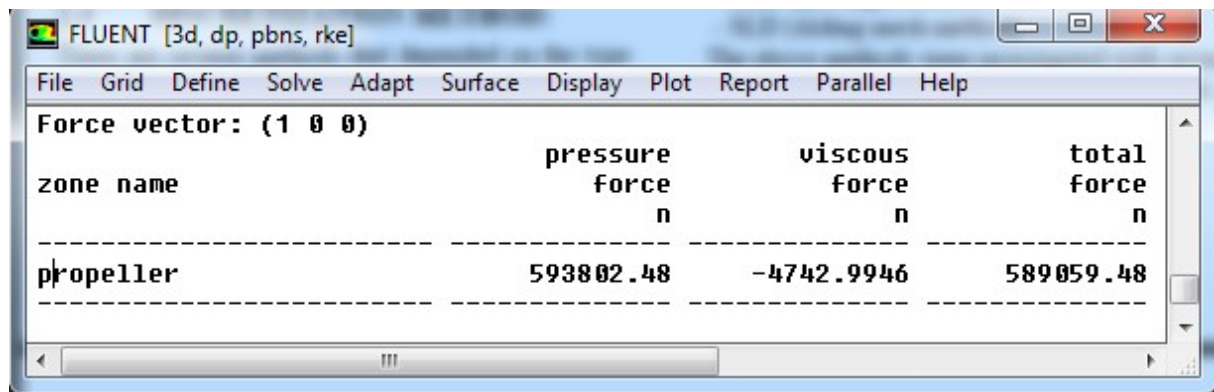 FLUENT [3d, dp, pbns, rke]
File Grid Define Solve Adapt Surface Display Plot Report Parallel Help
Force vector: (1 0 0)
pressure viscous total
zone name force force force
n n n
propeller 593802.48 -4742.9946 589059.48